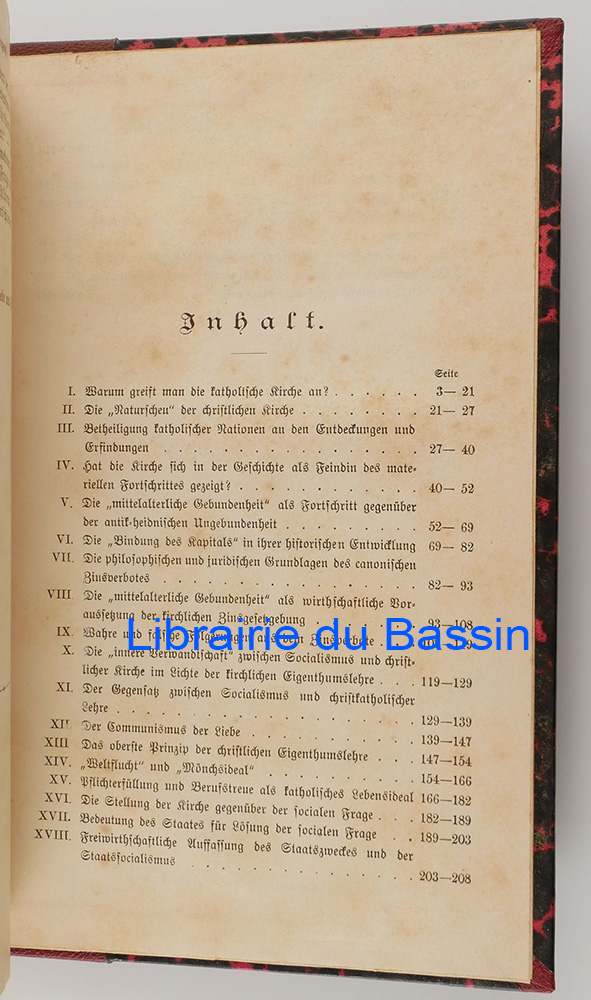 Inhalt.
Seite
I. Warum greift man die katholische Kirche an? . . . . . . 3— 21
II. Die „Naturscheu“ der christlichen Kirche . . . . . . . . 21— 27
III. Betheiligung katholischer Nationen an den Entdeckungen und
Erfindungen . . . . . . . . . . . . . . . 27— 40
IV. Hat die Kirche sich in der Geschichte als Feindin des mate-
riellen Fortschrittes gezeigt? . . . . . . . . . . . 40— 52
V. Die „mittelalterliche Gebundenheit“ als Fortschritt gegenüber
der antik-heidnischen Ungebundenheit . . . . . . . . 52— 69
VI. Die „Bindung des Kapitals“ in ihrer historischen Entwicklung 69— 82
VII. Die philosophischen und juridischen Grundlagen des canonischen
Zinsverbotes . . . . . . . . . . . . . . . 82— 93
VIII. Die „mittelalterliche Gebundenheit“ als wirthschaftliche Vor-
aussetzung der kirchlichen Zinsgesetzgebung . . . . . . 93—108
Librairie du Bassin
IX. Wahre und falsche Folgerungen aus dem Zinsverbote
X. Die „innere Verwandtschaft“ zwischen Socialismus und christ-
licher Kirche im Lichte der kirchlichen Eigenthumslehre . . . 119—129
XI. Der Gegensatz zwischen Socialismus und christkatholischer
Lehre . . . . . . . . . . . . . . . . . 129—139
XII. Der Communismus der Liebe . . . . . . . . . . 139—147
XIII. Das oberste Prinzip der christlichen Eigenthumslehre . . . 147—154
XIV. „Weltflucht“ und „Mönchsideal“ . . . . . . . . . 154—166
XV. Pflichterfüllung und Berufstreue als katholisches Lebensideal 166—182
XVI. Die Stellung der Kirche gegenüber der socialen Frage . . . 182—189
XVII. Bedeutung des Staates für Lösung der socialen Frage . . 189—203
XVIII. Freiwirthschaftliche Auffassung des Staatszweckes und der
Staatssocialismus . . . . . . . . . . . . . . 203—208